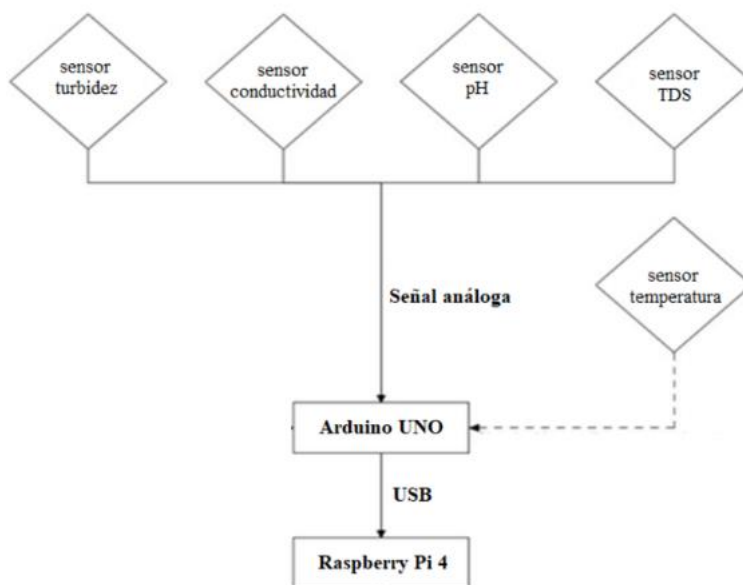 sensor
turbidez
sensor
conductividad
sensor
pH
sensor
TDS
sensor
temperatura
Señal análoga
Arduino UNO
USB
Raspberry Pi 4